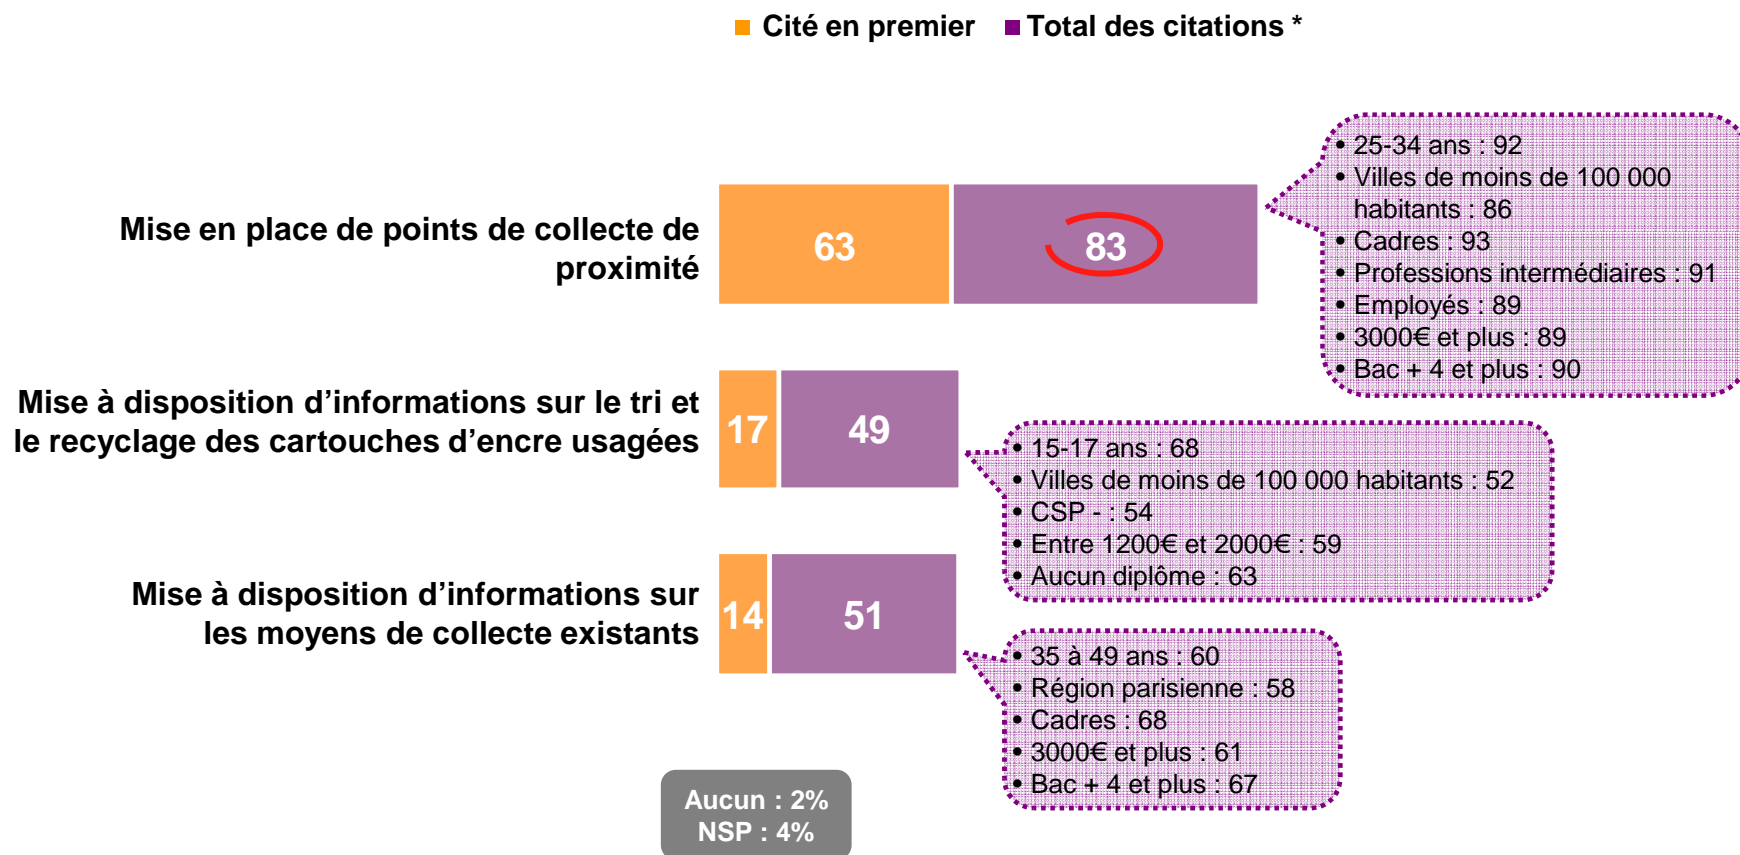 Cité en premier Total des citations *
Mise en place de points de collecte de
proximité
63 83
• 25-34 ans : 92
• Villes de moins de 100 000
habitants : 86
• Cadres : 93
• Professions intermédiaires : 91
• Employés : 89
• 3000€ et plus : 89
• Bac + 4 et plus : 90
Mise à disposition d’informations sur le tri et
le recyclage des cartouches d’encre usagées
17 49
• 15-17 ans : 68
• Villes de moins de 100 000 habitants : 52
• CSP - : 54
• Entre 1200€ et 2000€ : 59
• Aucun diplôme : 63
Mise à disposition d’informations sur
les moyens de collecte existants
14 51
• 35 à 49 ans : 60
• Région parisienne : 58
• Cadres : 68
• 3000€ et plus : 61
• Bac + 4 et plus : 67
Aucun : 2%
NSP : 4%